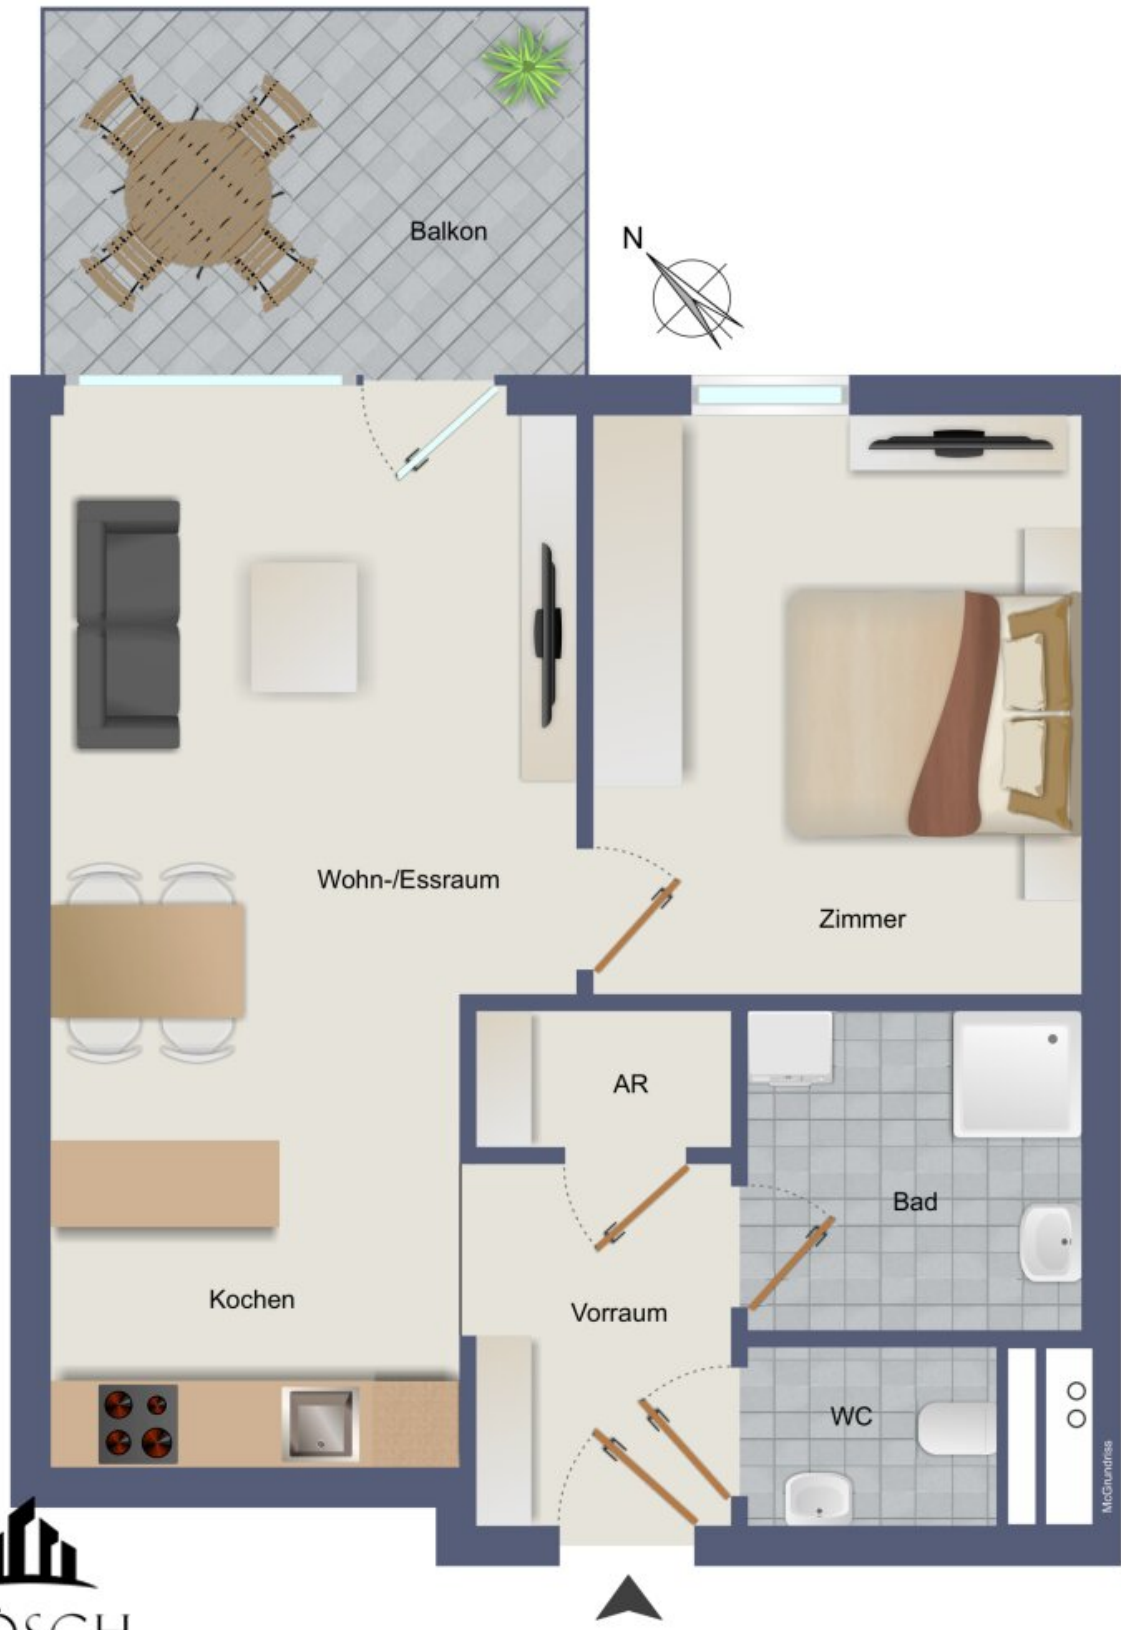 Balkon
N
Wohn-/Essraum
Zimmer
AR
Bad
Kochen
Vorraum
WC
McGrundriss